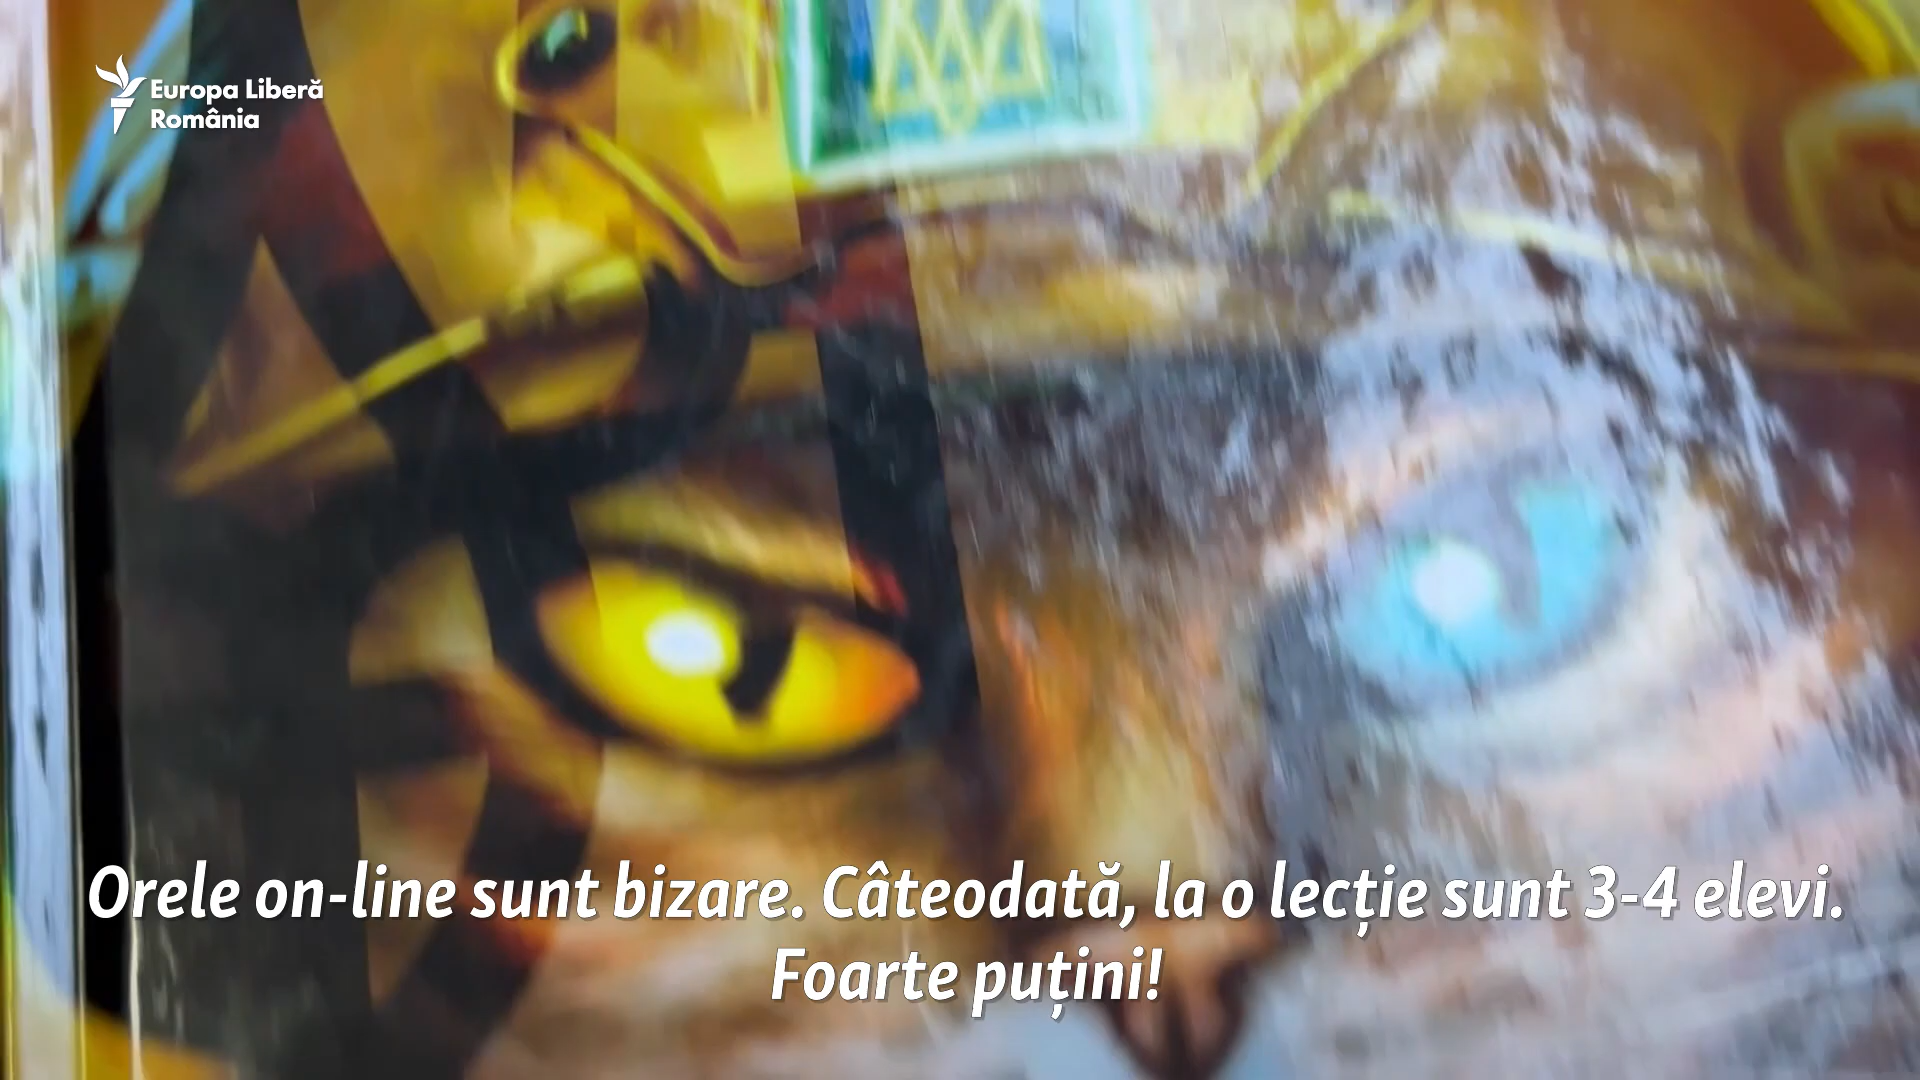 Europa Liberă
România
Orele on-line sunt bizare. Câteodată, la o lecție sunt 3-4 elevi.
Foarte puțini!